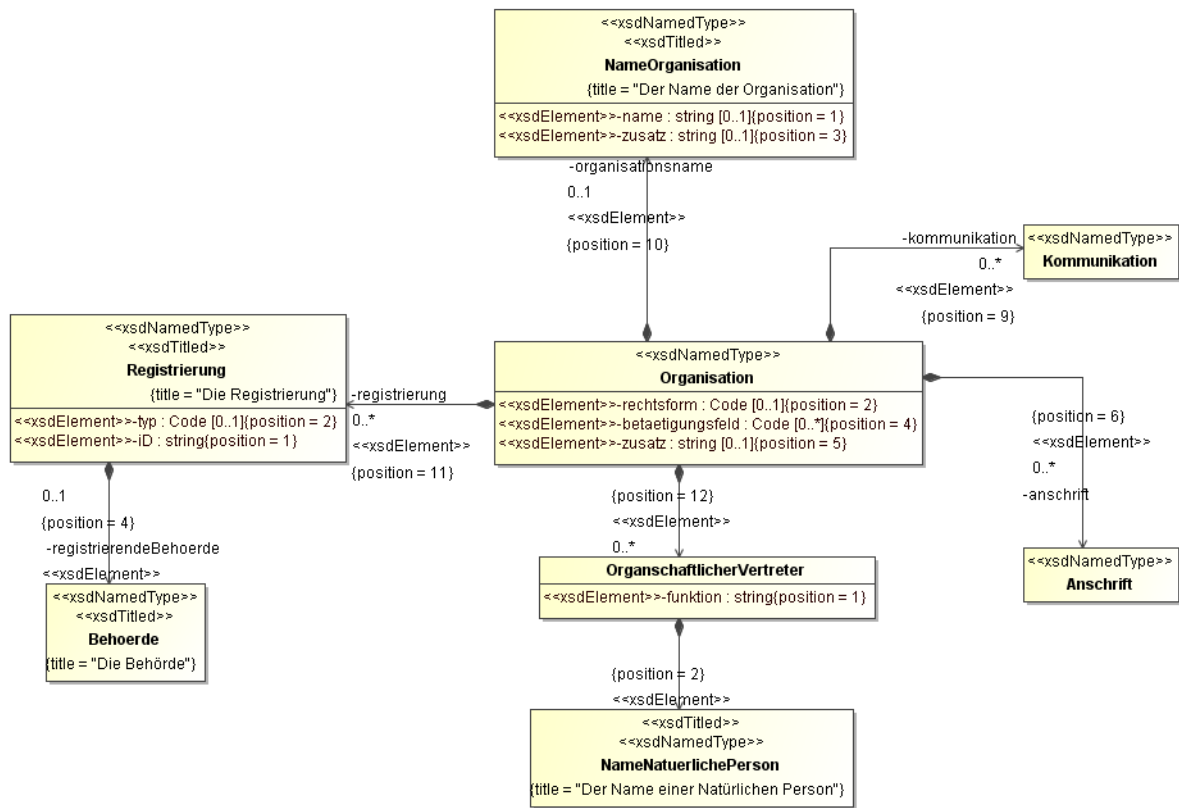 <<xsdNamedType>>
<<xsdTitled>>
NameOrganisation
{title = "Der Name der Organisation"}
<<xsdElement>>-name : string [0..1]{position = 1}
<<xsdElement>>-zusatz : string [0..1]{position = 3}
-organisationsname
0..1
<<xsdElement>>
{position = 10}
-kommunikation
0..*
<<xsdElement>>
{position = 9}
<<xsdNamedType>>
Kommunikation
<<xsdNamedType>>
<<xsdTitled>>
Registrierung
{title = "Die Registrierung"}
<<xsdElement>>-typ : Code [0..1]{position = 2}
<<xsdElement>>-iD : string{position = 1}
-registrierung
0..*
<<xsdElement>>
{position = 11}
<<xsdNamedType>>
Organisation
<<xsdElement>>-rechtsform : Code [0..1]{position = 2}
<<xsdElement>>-betaetigungsfeld : Code [0..*]{position = 4}
<<xsdElement>>-zusatz : string [0..1]{position = 5}
{position = 6}
<<xsdElement>>
0..*
-anschrift
<<xsdNamedType>>
Anschrift
0..1
{position = 4}
-registrierendeBehoerde
<<xsdElement>>
<<xsdNamedType>>
<<xsdTitled>>
Behoerde
{title = "Die Behörde"}
{position = 12}
<<xsdElement>>
0..*
OrganschaftlicherVertreter
<<xsdElement>>-funktion : string{position = 1}
{position = 2}
<<xsdElement>>
<<xsdTitled>>
<<xsdNamedType>>
NameNatuerlichePerson
{title = "Der Name einer Natürlichen Person"}